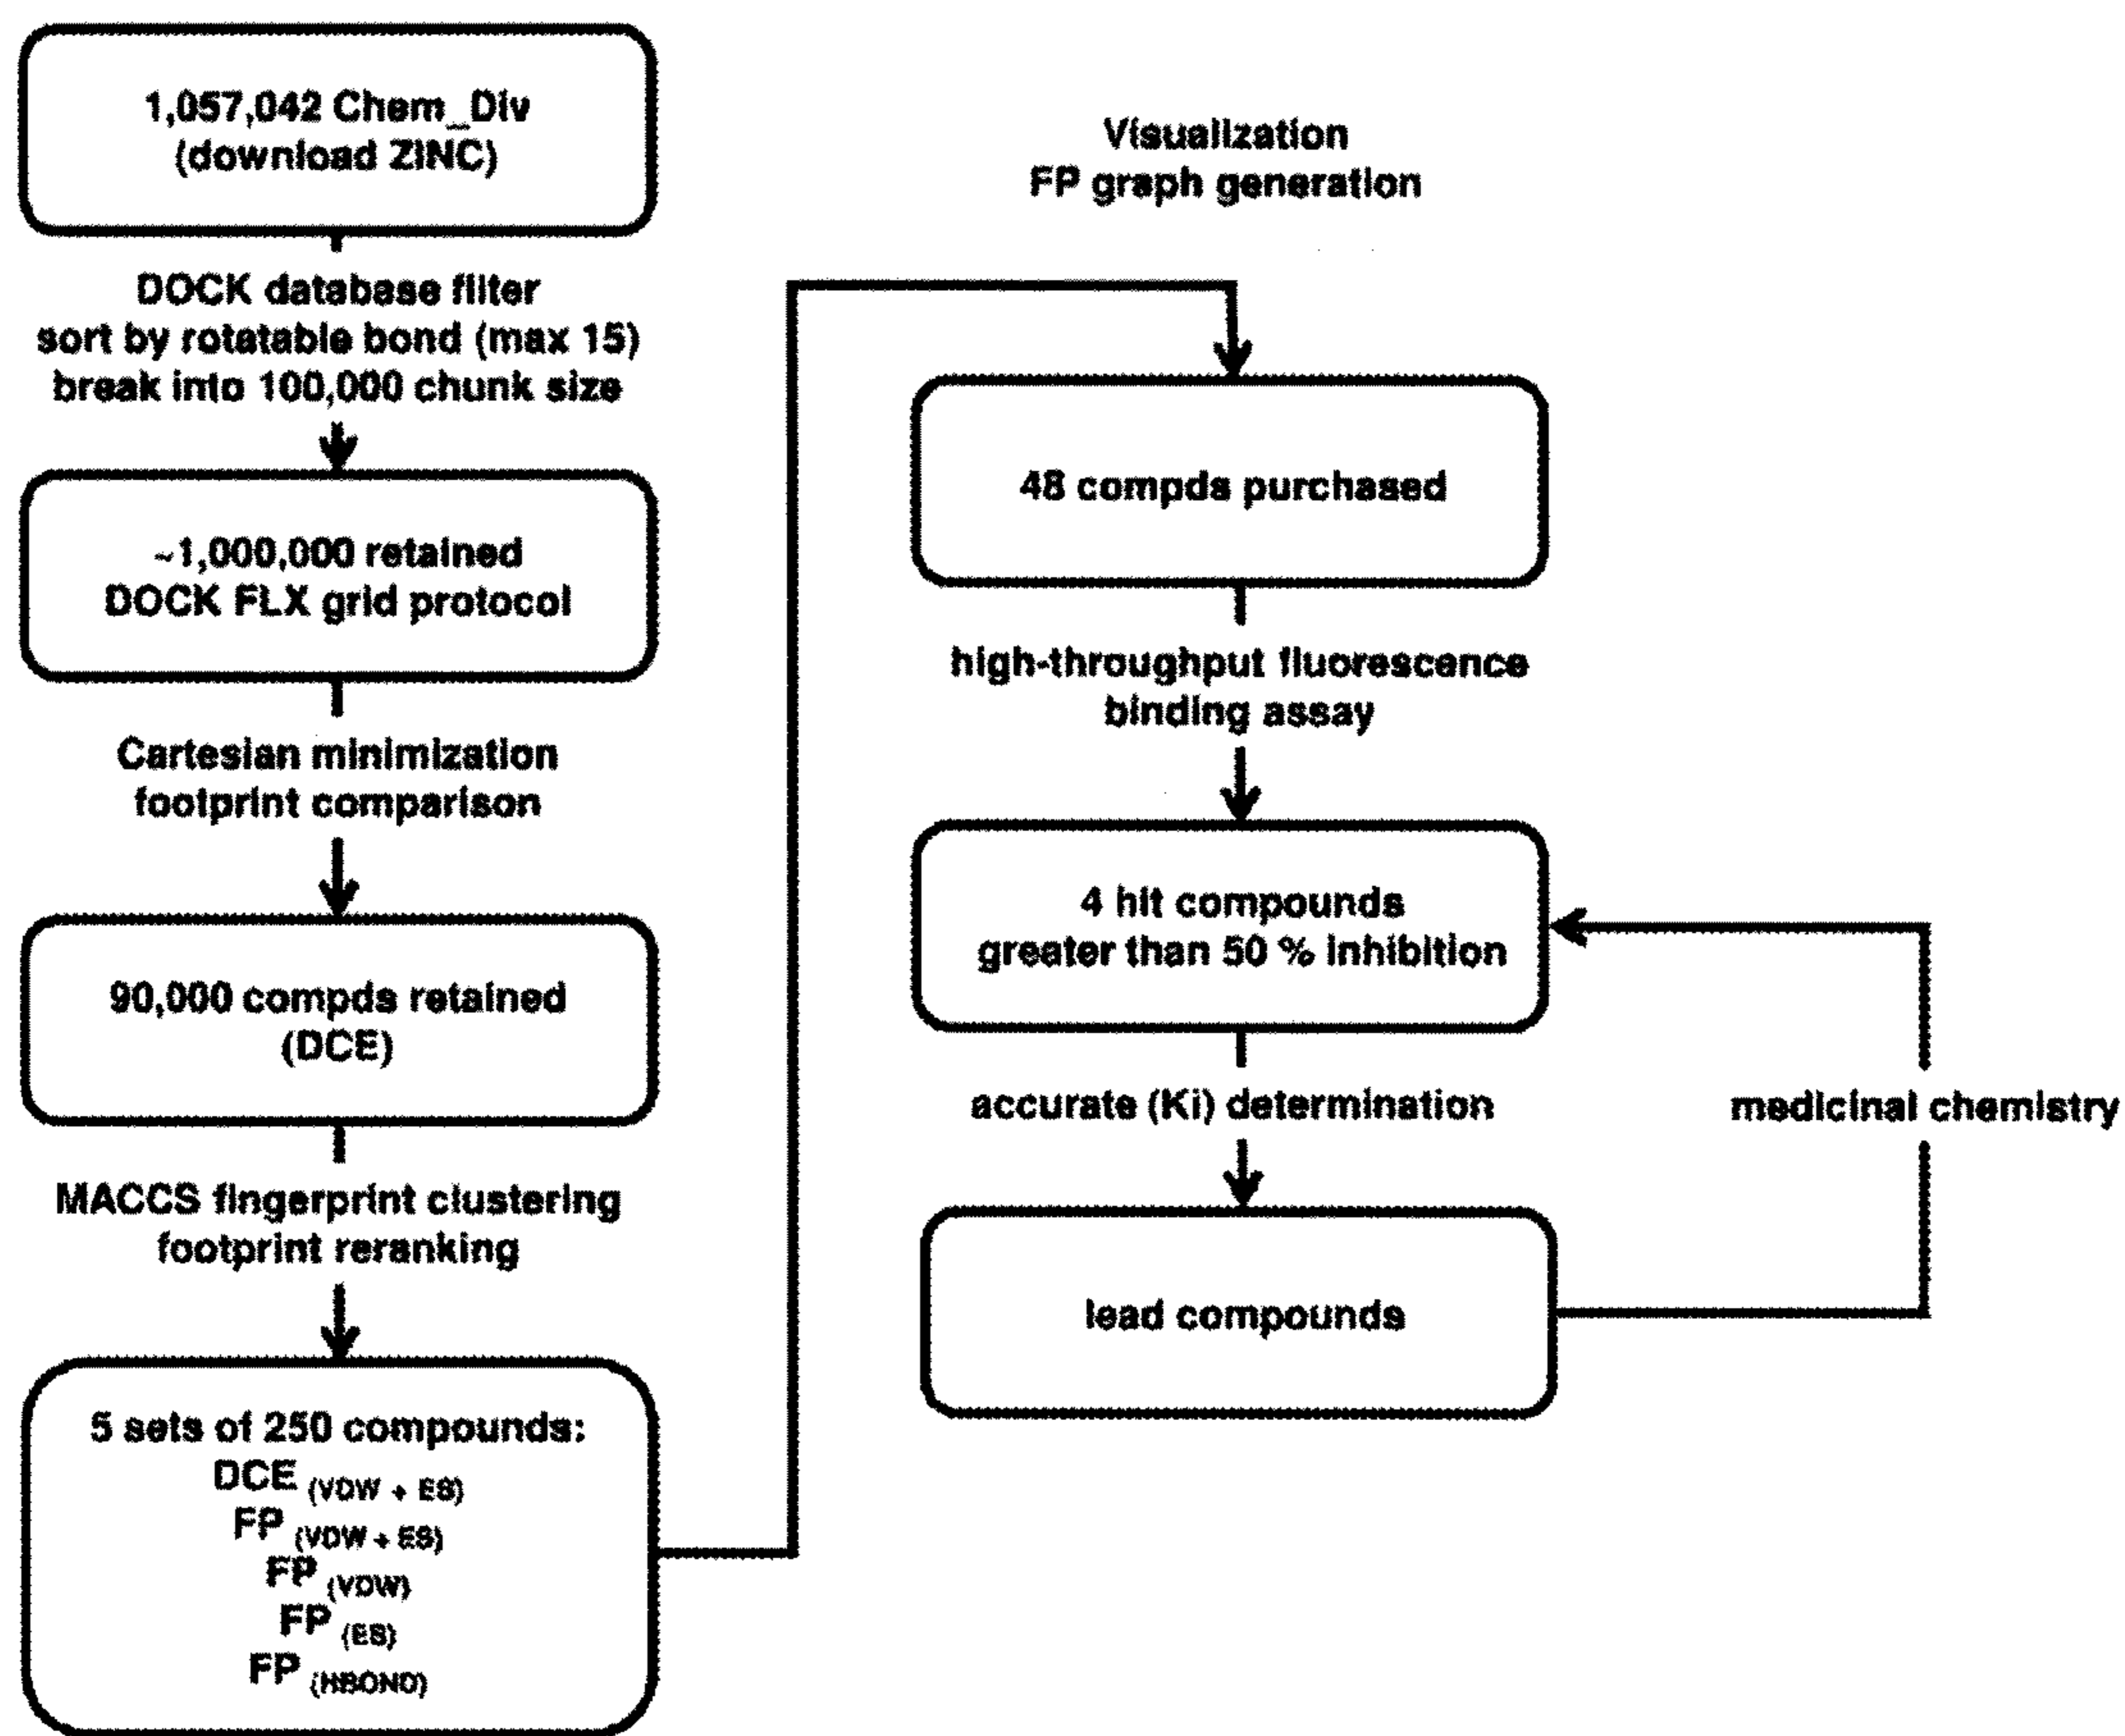 1,057,042 Chem_Div
(download ZINC)
DOCK database filter
sort by rotatable bond (max 15)
break into 100,000 chunk size
~1,000,000 retained
DOCK FLX grid protocol
Cartesian minimization
footprint comparison
90,000 compds retained
(DCE)
MACCS fingerprint clustering
footprint reranking
5 sets of 250 compounds:
DCE (VDW + ES)
FP (VDW + ES)
FP (VDW)
FP (ES)
FP (HBOND)
Visualization
FP graph generation
48 compds purchased
high-throughput fluorescence
binding assay
4 hit compounds
greater than 50 % inhibition
accurate (Ki) determination
lead compounds
medicinal chemistry